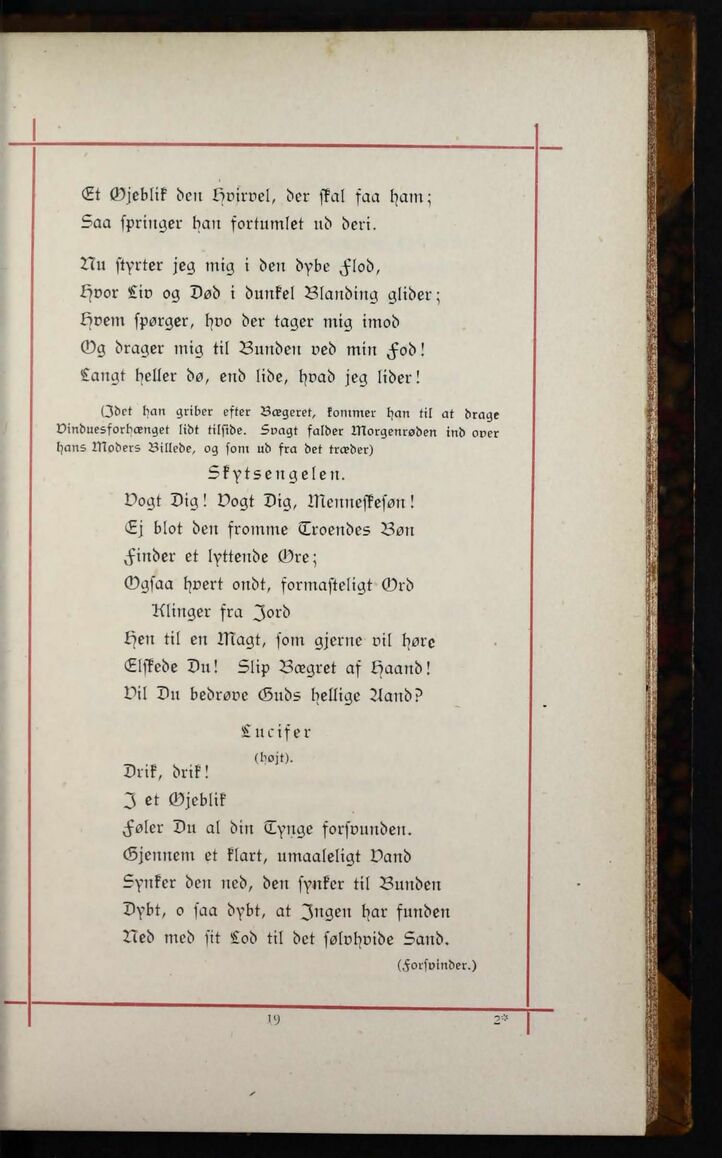 Et Øjeblik den Hvirvel, der skal faa ham;
Saa springer han fortumlet ud deri.
Nu styrter jeg mig i den dybe Flod,
Hvor Liv og Død i dunkel Blanding glider;
Hvem spørger, hvo der tager mig imod
Og drager mig til Bunden ved min Fod!
Langt heller dø, end lide, hvad jeg lider!
(Idet han griber efter Bægeret, kommer han til at drage
Vinduesforhænget lidt tilside. Svagt falder Morgenrøden ind over
hans Moders Billede, og som ud fra det træder)
Skytsengelen.
Vogt Dig! Vogt Dig, Menneskesøn!
Ej blot den fromme Troendes Bøn
Finder et lyttende Øre;
Ogsaa hvert ondt, formasteligt Ord
Klinger fra Jord
Hen til en Magt, som gjerne vil høre
Elskede Du! Slip Bægret af Haand!
Vil Du bedrøve Guds hellige Aand?
Lucifer
(højt).
Drik, drik!
I et Øjeblik
Føler Du al din Tynge forsvunden.
Gjennem et klart, umaaleligt Vand
Synker den ned, den synker til Bunden
Dybt, o saa dybt, at Ingen har funden
Ned med sit Lod til det sølvhvide Sand.
(Forsvinder.)
19 2*